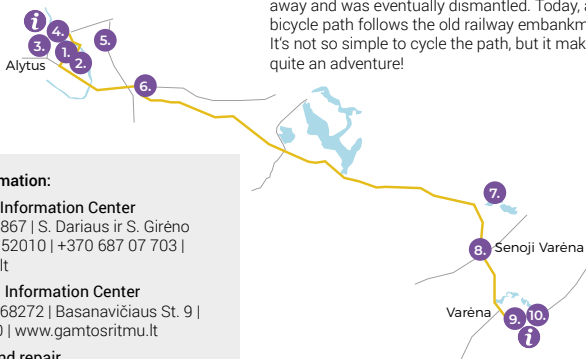 away and was eventually dismantled. Today, a
bicycle path follows the old railway embankm
It's not so simple to cycle the path, but it mak
quite an adventure!
i
4.
3.
1.
5.
2.
Alytus
6.
mation:
Information Center
867 | S. Dariaus ir S. Girėno
52010 | +370 687 07 703 |
lt
Information Center
68272 | Basanavičiaus St. 9 |
0 | www.gamtosritmu.lt
nd repair
7.
8.
Senoji Varėna
Varėna
9.
10.
i